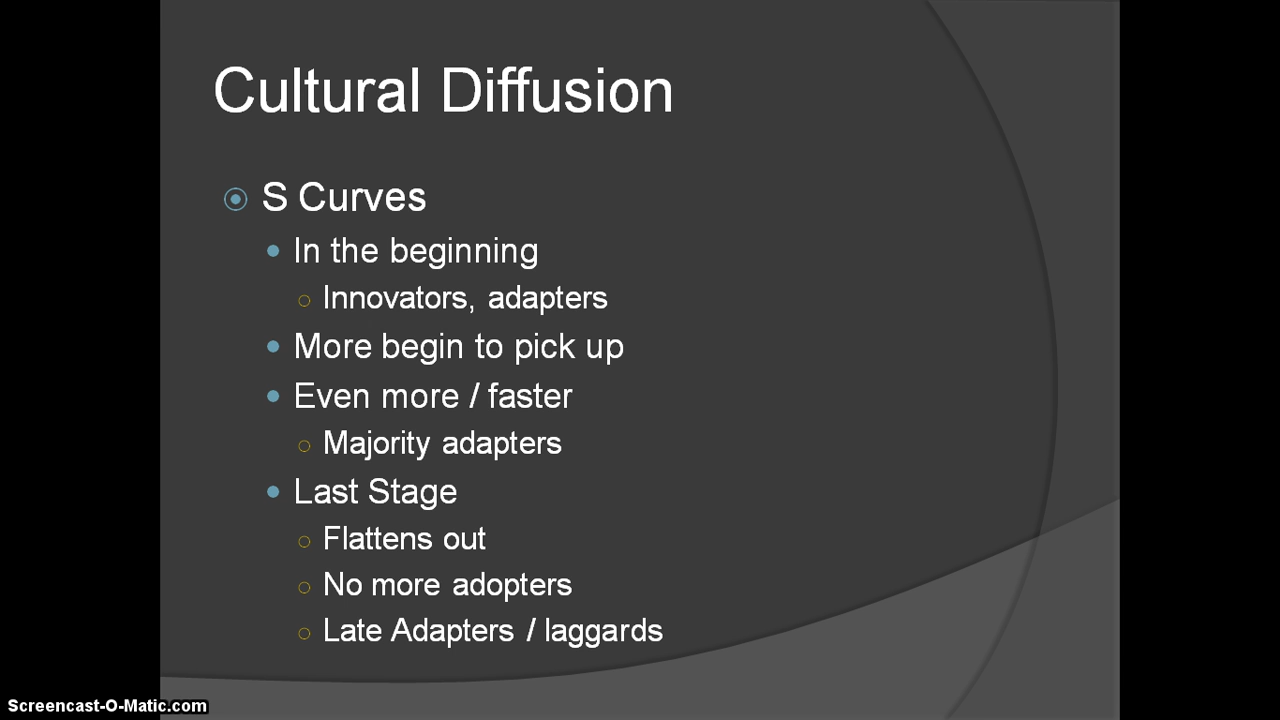 Cultural Diffusion
S Curves
In the beginning
Innovators, adapters
More begin to pick up
Even more / faster
Majority adapters
Last Stage
Flattens out
No more adopters
Late Adapters / laggards
Screencast-O-Matic.com